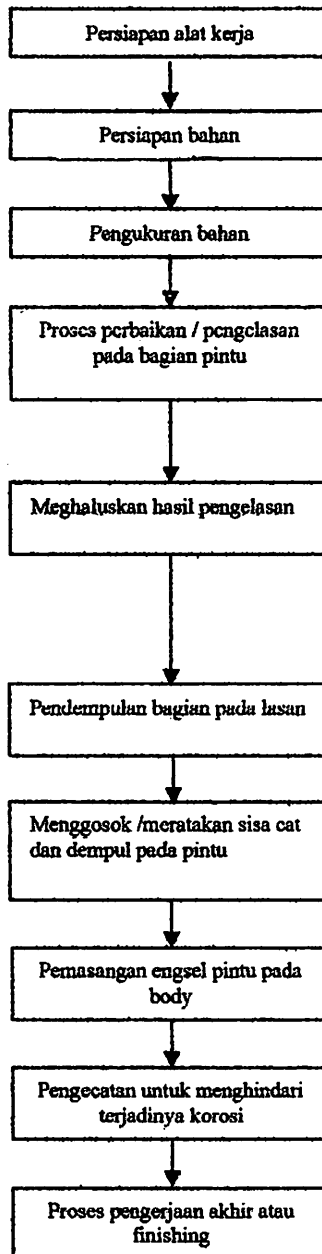 Persiapan alat kerja
Persiapan bahan
Pengukuran bahan
Proses perbaikan / pengelasan
pada bagian pintu
Meghaluskan hasil pengelasan
Pendempulan bagian pada lasan
Menggosok /meratakan sisa cat
dan dempul pada pintu
Pemasangan engsel pintu pada
body
Pengecatan untuk menghindari
terjadinya korosi
Proses pengerjaan akhir atau
finishing